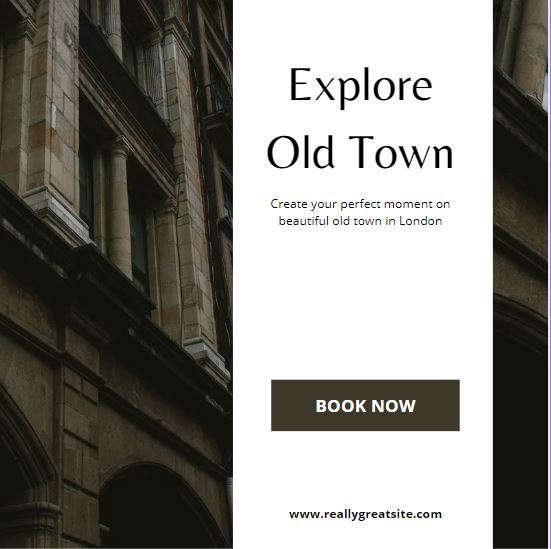 Explore
Old Town
Create your perfect moment on
beautiful old town in London
BOOK NOW
www.reallygreatsite.com